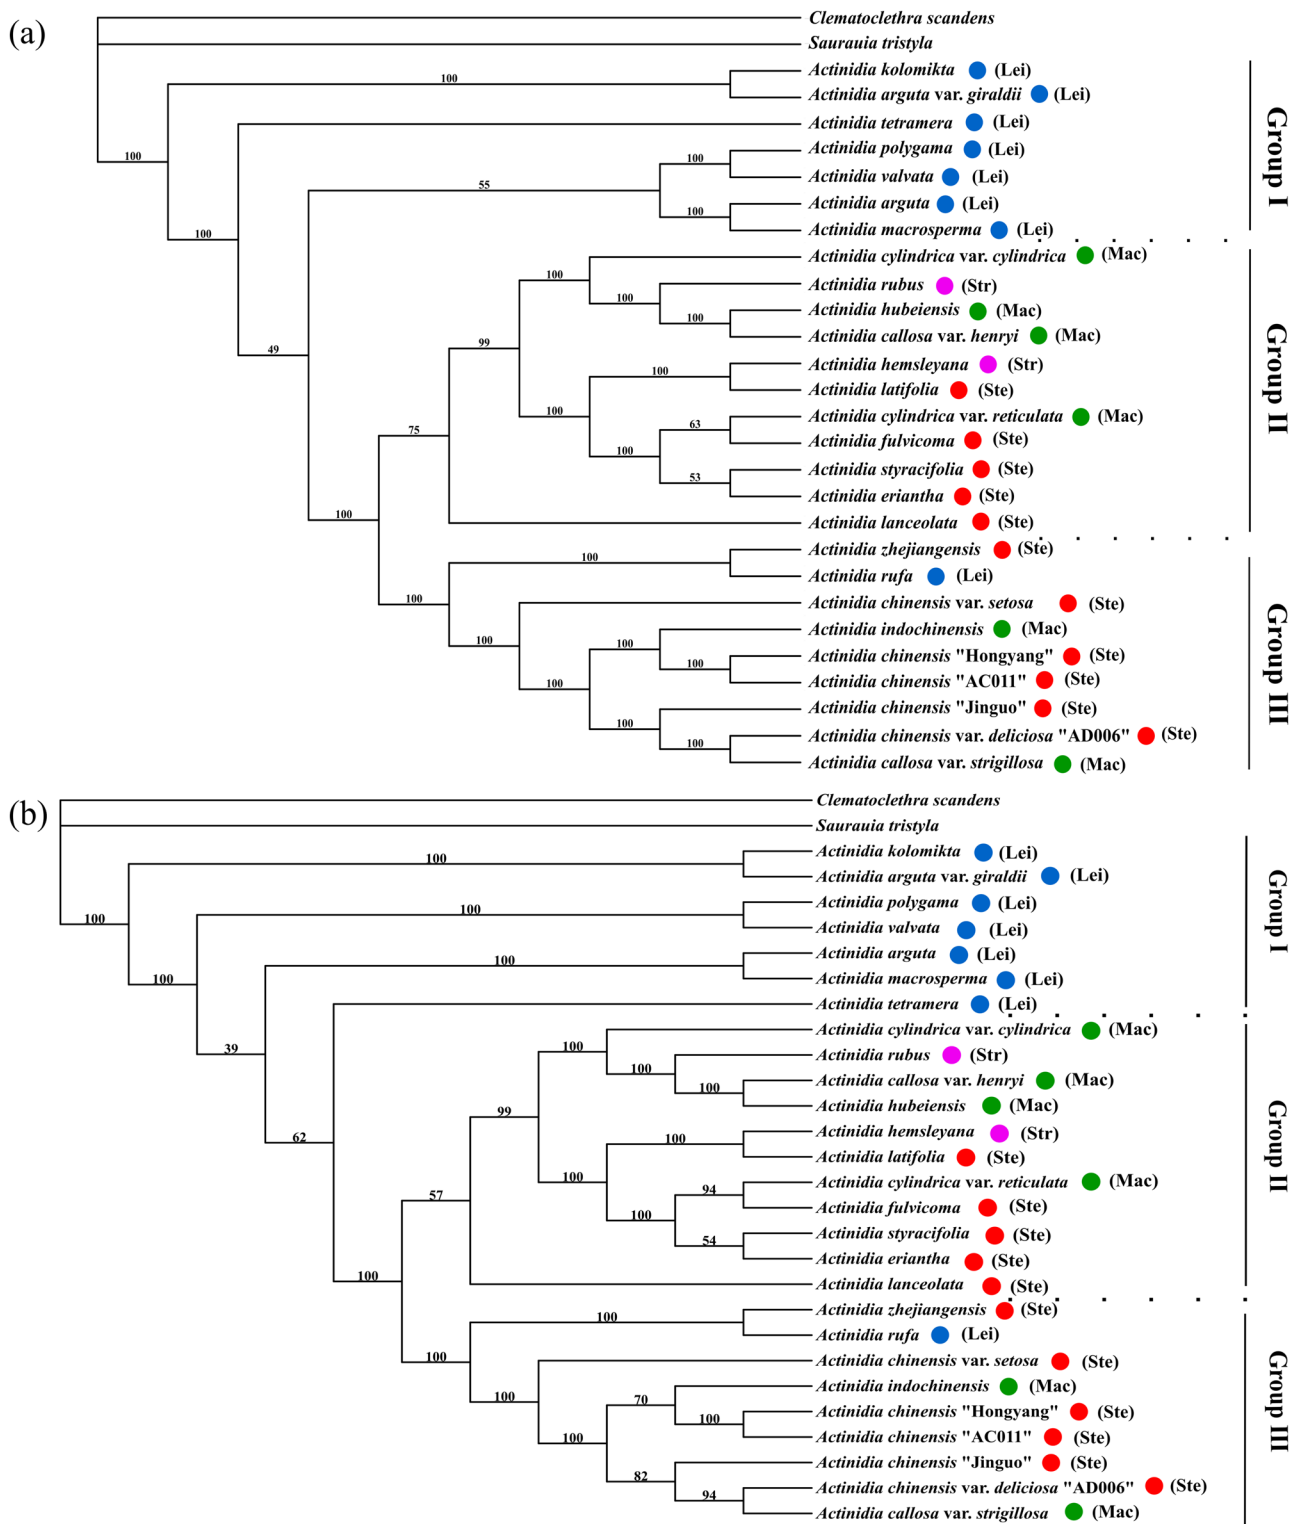 (a)
Clematoclethra scandens
Saurauia tristyla
Actinidia kolomikta (Lei)
100
Actinidia arguta var. giraldii (Lei)
Actinidia tetramera (Lei)
Actinidia polygama (Lei)
100
100
Actinidia valvata (Lei)
55
Actinidia arguta (Lei)
100
Actinidia macrosperma (Lei)
100
Group I
Actinidia cylindrica var. cylindrica (Mac)
100
Actinidia rubus (Str)
100
Actinidia hubeiensis (Mac)
100
Actinidia callosa var. henryi (Mac)
99
49
Actinidia hemsleyana (Str)
100
Actinidia latifolia (Ste)
100
Actinidia cylindrica var. reticulata (Mac)
63
75
Actinidia fulvicoma (Ste)
100
Actinidia styracifolia (Ste)
53
Actinidia eriantha (Ste)
100
Actinidia lanceolata (Ste)
Group II
Actinidia zhejiangensis (Ste)
100
Actinidia rufa (Lei)
100
Actinidia chinensis var. setosa (Ste)
Actinidia indochinensis (Mac)
100
100
Actinidia chinensis "Hongyang" (Ste)
100
Actinidia chinensis "AC011" (Ste)
100
Actinidia chinensis "Jinguo" (Ste)
100
Actinidia chinensis var. deliciosa "AD006" (Ste)
100
Actinidia callosa var. strigillosa (Mac)
Group III
(b)
Clematoclethra scandens
Saurauia tristyla
Actinidia kolomikta (Lei)
100
Actinidia arguta var. giraldii (Lei)
Actinidia polygama (Lei)
100
100
Actinidia valvata (Lei)
Actinidia arguta (Lei)
100
Actinidia macrosperma (Lei)
100
Actinidia tetramera (Lei)
Group I
Actinidia cylindrica var. cylindrica (Mac)
39
100
Actinidia rubus (Str)
100
Actinidia callosa var. henryi (Mac)
100
Actinidia hubeiensis (Mac)
99
Actinidia hemsleyana (Str)
62
100
Actinidia latifolia (Ste)
100
Actinidia cylindrica var. reticulata (Mac)
94
57
Actinidia fulvicoma (Ste)
100
Actinidia styracifolia (Ste)
54
Actinidia eriantha (Ste)
100
Actinidia lanceolata (Ste)
Group II
Actinidia zhejiangensis (Ste)
100
Actinidia rufa (Lei)
100
Actinidia chinensis var. setosa (Ste)
Actinidia indochinensis (Mac)
100
70
Actinidia chinensis "Hongyang" (Ste)
100
Actinidia chinensis "AC011" (Ste)
100
Actinidia chinensis "Jinguo" (Ste)
82
Actinidia chinensis var. deliciosa "AD006" (Ste)
94
Actinidia callosa var. strigillosa (Mac)
Group III